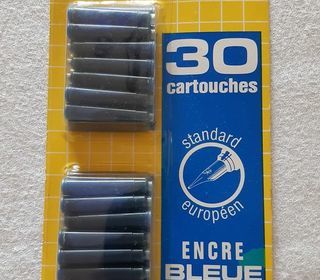 30
cartouches
standard
européen
ENCRE
BLEUE